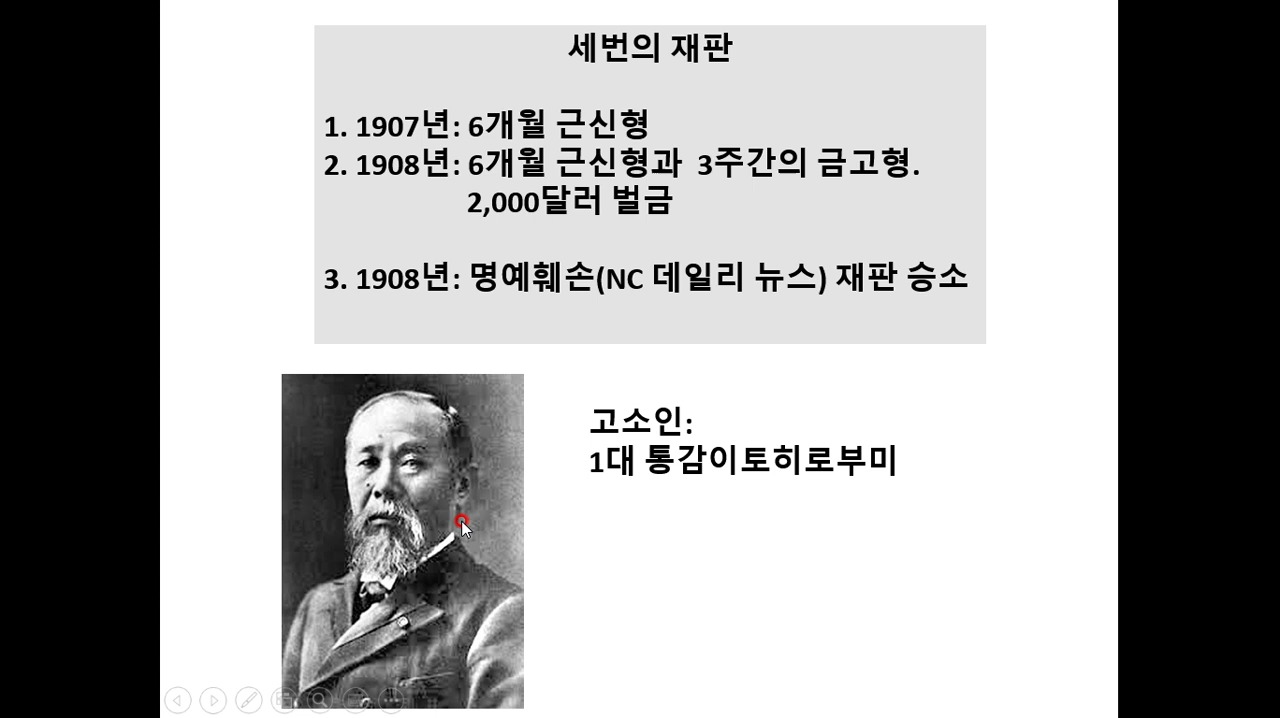 세번의 재판
1. 1907년: 6개월 근신형
2. 1908년: 6개월 근신형과 3주간의 금고형.
2,000달러 벌금
3. 1908년: 명예훼손(NC 데일리 뉴스) 재판 승소
고소인:
1대 통감이토히로부미